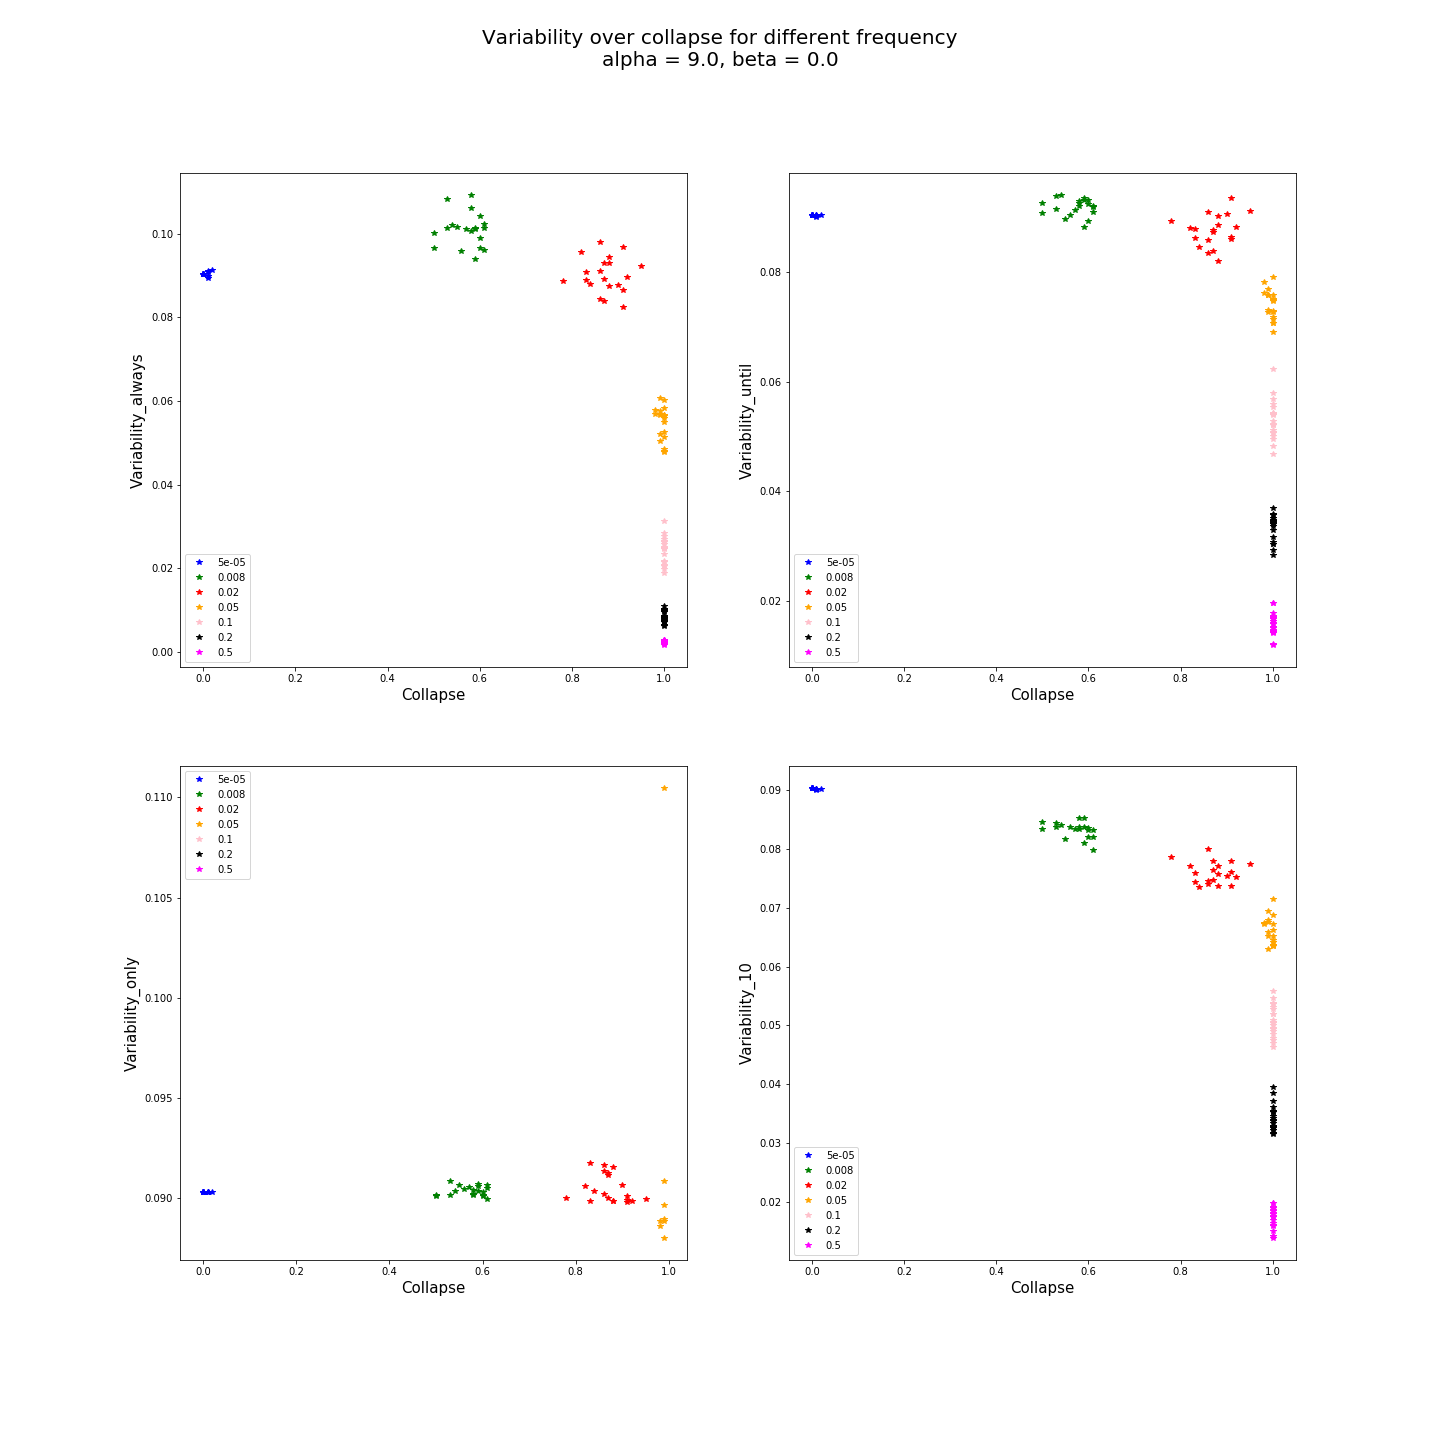 Variability over collapse for different frequency
alpha = 9.0, beta = 0.0
Variability_always
0.10
0.08
0.06
0.04
0.02
0.00
5e-05
0.008
0.02
0.05
0.1
0.2
0.5
0.0 0.2 0.4 0.6 0.8 1.0
Collapse
Variability_until
0.08
0.06
0.04
0.02
5e-05
0.008
0.02
0.05
0.1
0.2
0.5
0.0 0.2 0.4 0.6 0.8 1.0
Collapse
Variability_only
0.110
0.105
0.100
0.095
0.090
5e-05
0.008
0.02
0.05
0.1
0.2
0.5
0.0 0.2 0.4 0.6 0.8 1.0
Collapse
Variability_10
0.09
0.08
0.07
0.06
0.05
0.04
0.03
0.02
5e-05
0.008
0.02
0.05
0.1
0.2
0.5
0.0 0.2 0.4 0.6 0.8 1.0
Collapse